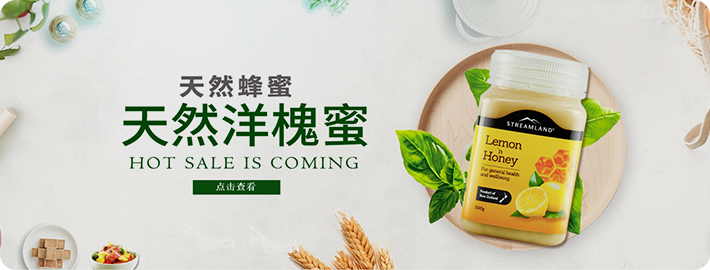 天然蜂蜜
天然洋槐蜜
HOT SALE IS COMING
点击查看
STREAMLAND®
Lemon
'n
Honey
For general health
and wellbeing
Product of
New Zealand
500g